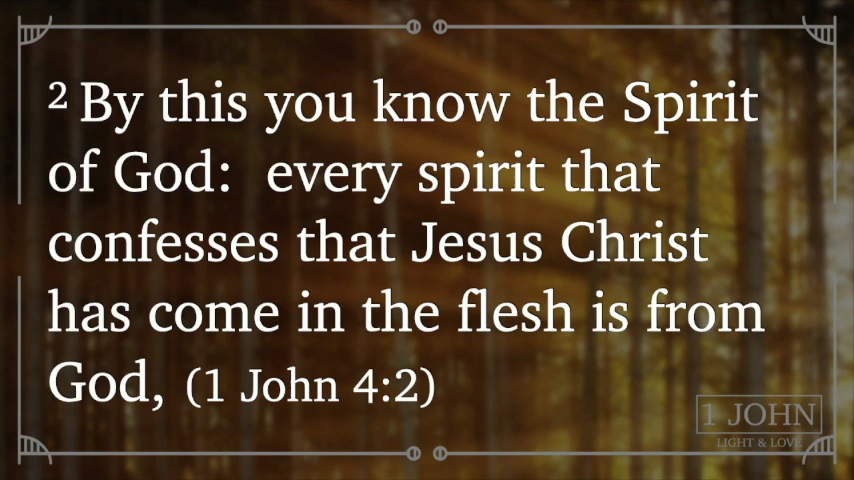 ² By this you know the Spirit
of God:  every spirit that
confesses that Jesus Christ
has come in the flesh is from
God, (1 John 4:2)
1 JOHN
LIGHT & LOVE